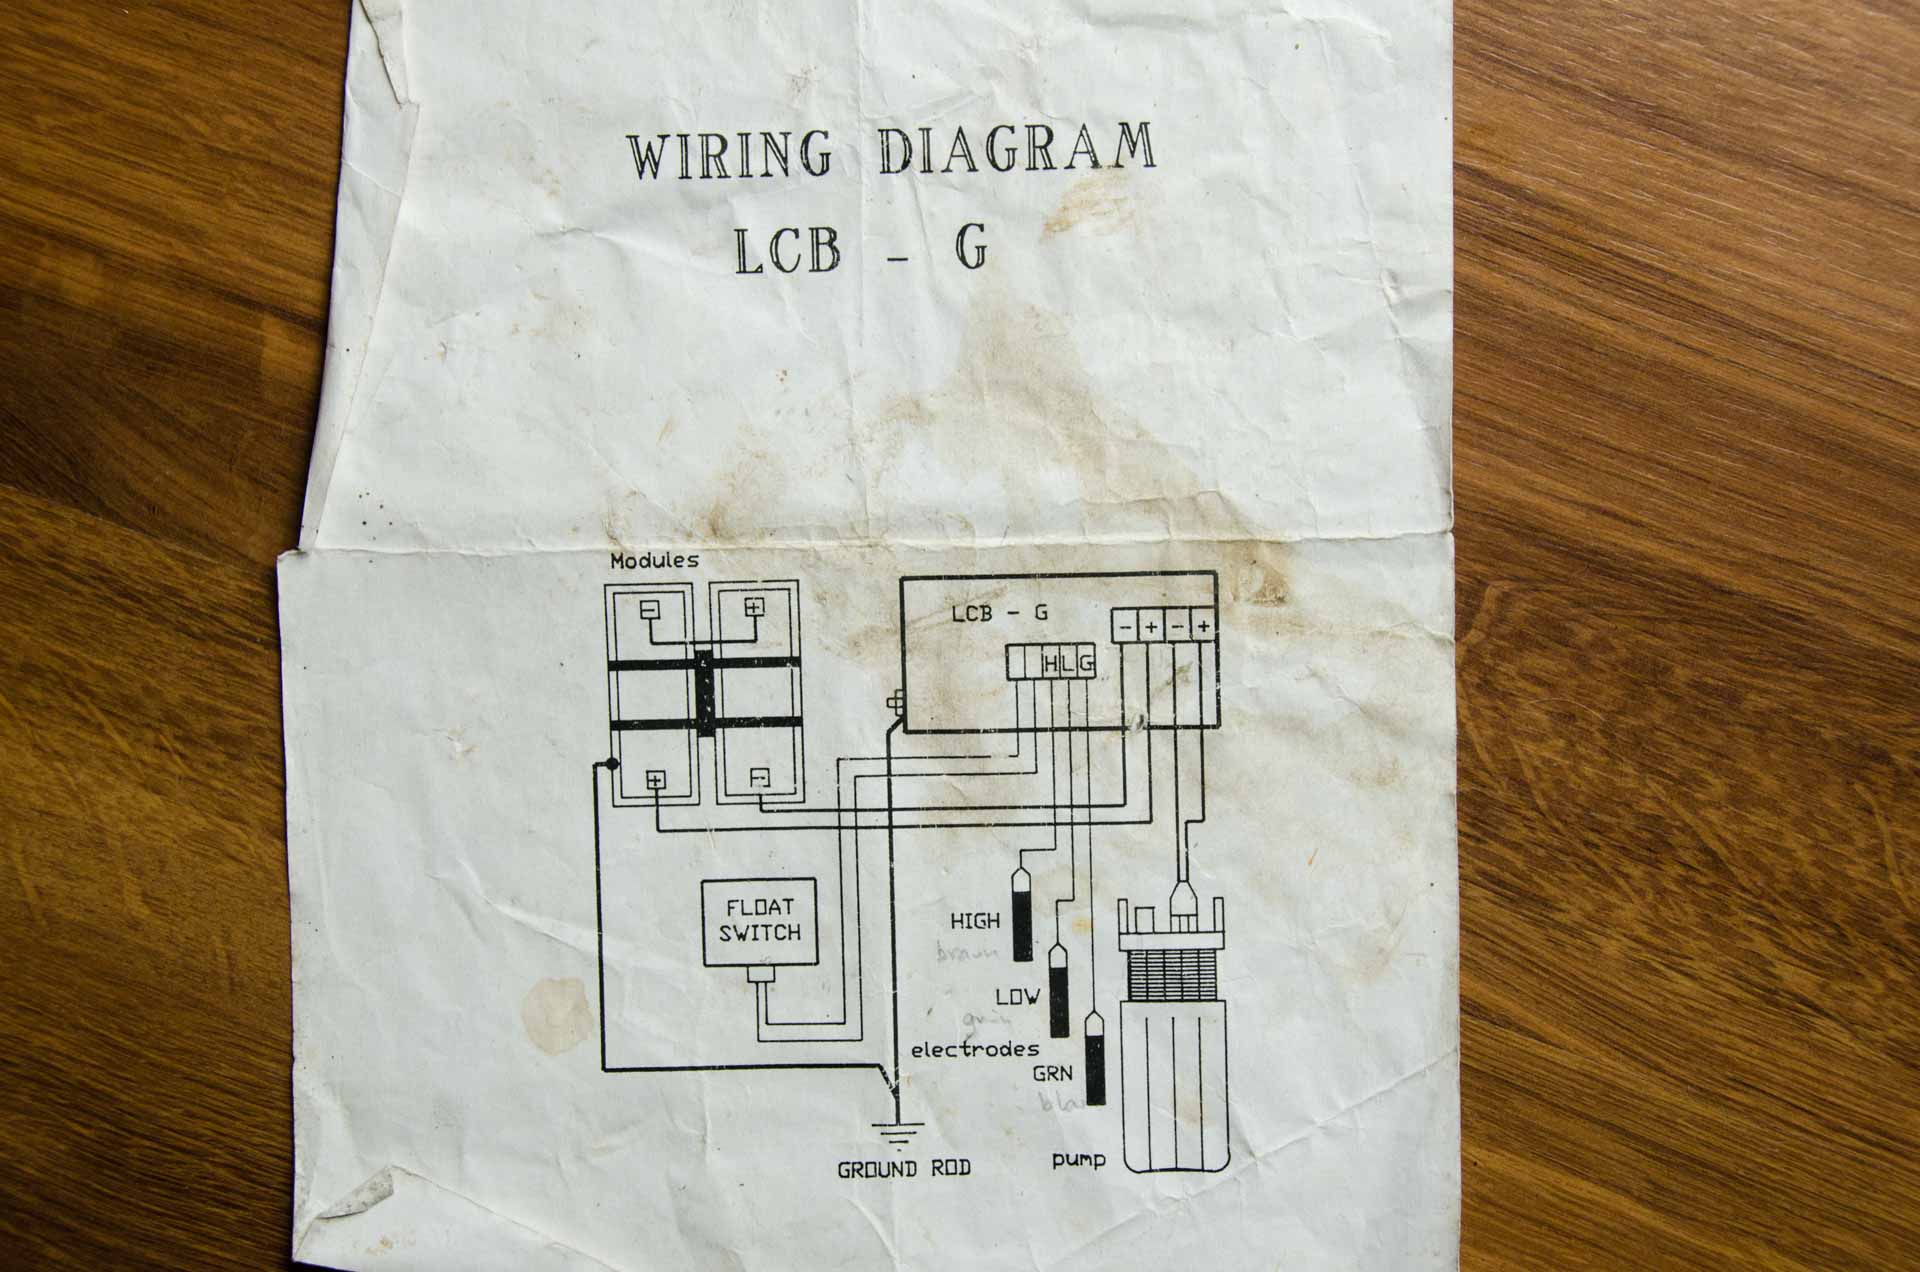 WIRING DIAGRAM
LCB - G
Modules
- +
LCB - G
- + - +
H L G
+ -
FLOAT
SWITCH
HIGH
braun
LOW
electrodes
GRN
pump
GROUND ROD